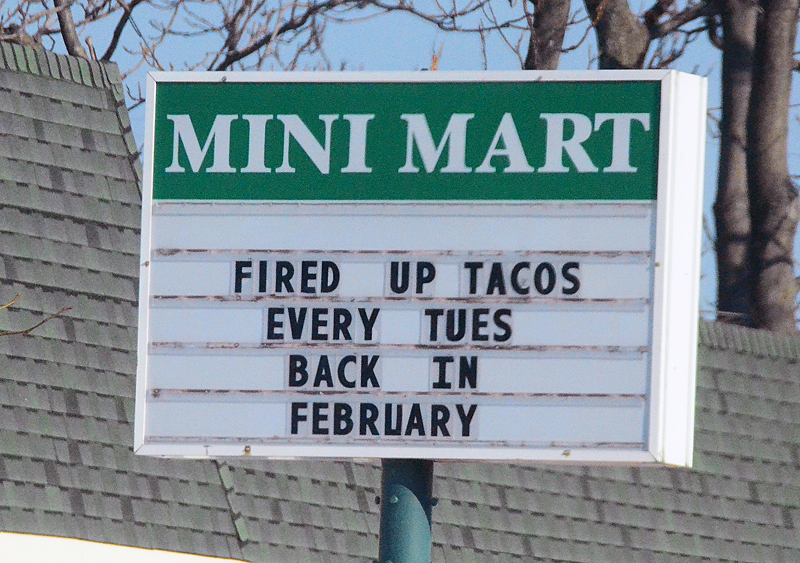 MINI MART
FIRED UP TACOS
EVERY TUES
BACK IN
FEBRUARY